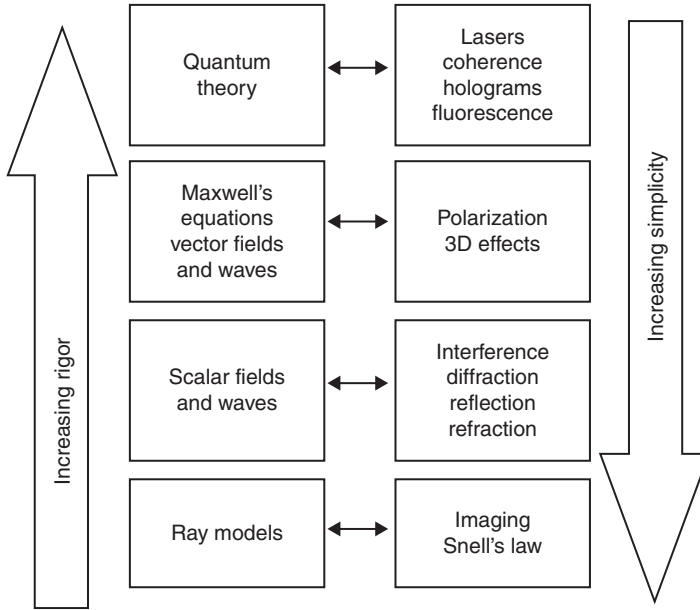 Quantum
theory
Lasers
coherence
holograms
fluorescence
Maxwell's
equations
vector fields
and waves
Polarization
3D effects
Scalar fields
and waves
Interference
diffraction
reflection
refraction
Ray models
Imaging
Snell's law
Increasing rigor
Increasing simplicity